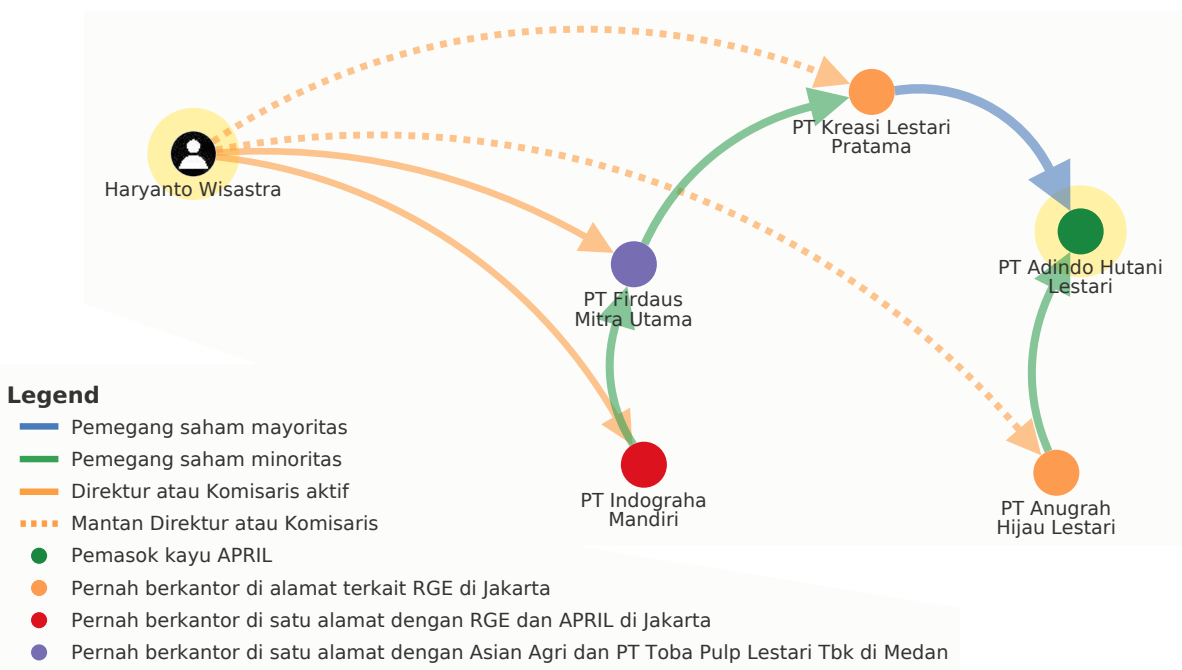 PT Kreasi Lestari
Pratama
Haryanto Wisastra
PT Adindo Hutani
Lestari
PT Firdaus
Mitra Utama
PT Indograha
Mandiri
PT Anugrah
Hijau Lestari
Legend
Pemegang saham mayoritas
Pemegang saham minoritas
Direktur atau Komisaris aktif
Mantan Direktur atau Komisaris
Pemasok kayu APRIL
Pernah berkantor di alamat terkait RGE di Jakarta
Pernah berkantor di satu alamat dengan RGE dan APRIL di Jakarta
Pernah berkantor di satu alamat dengan Asian Agri dan PT Toba Pulp Lestari Tbk di Medan